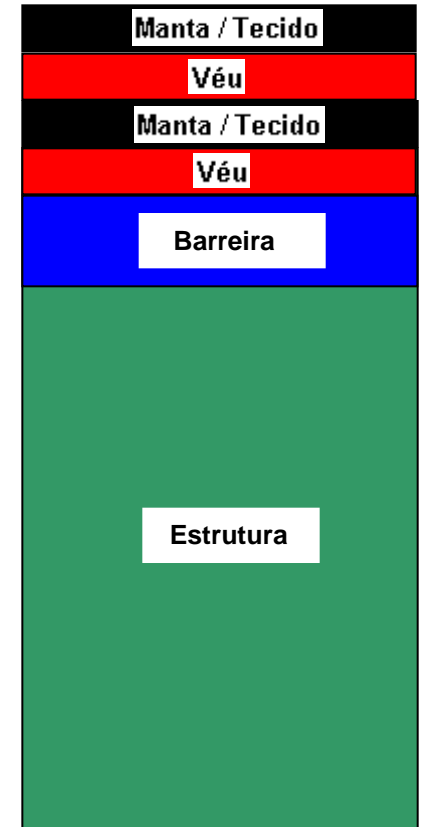 Manta / Tecido
Véu
Manta / Tecido
Véu
Barreira
Estrutura